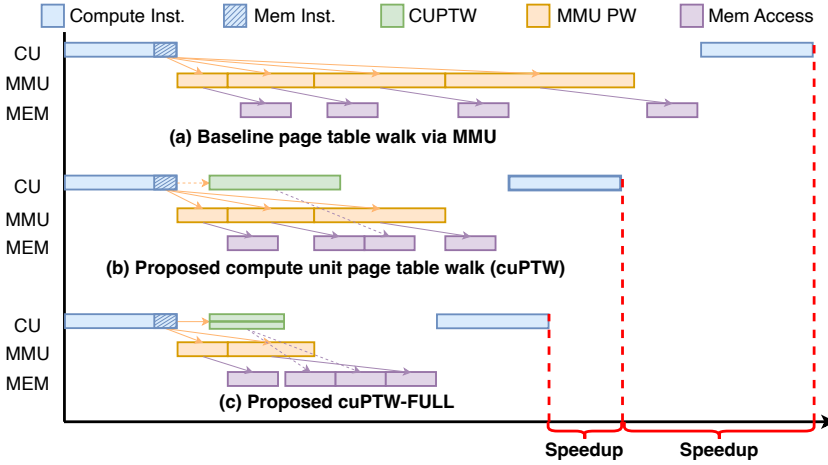 Compute Inst. Mem Inst. CUPTW MMU PW Mem Access
CU
MMU
MEM
(a) Baseline page table walk via MMU
CU
MMU
MEM
(b) Proposed compute unit page table walk (cuPTW)
CU
MMU
MEM
(c) Proposed cuPTW-FULL
Speedup Speedup